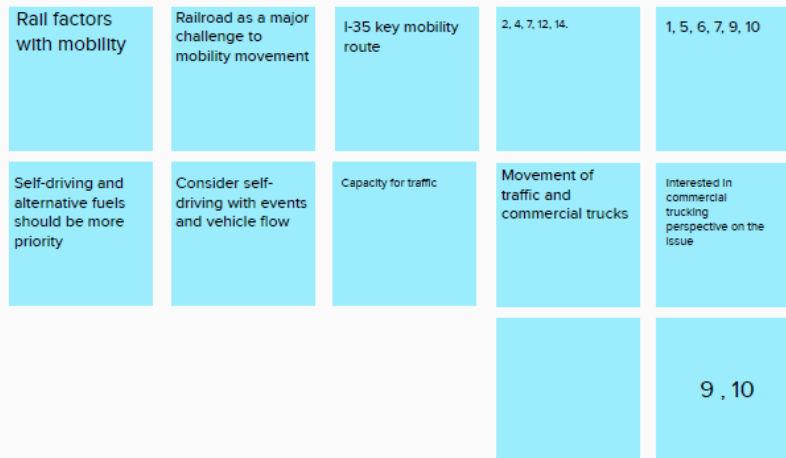 Rail factors
with mobility
Railroad as a major
challenge to
mobility movement
I-35 key mobility
route
2, 4, 7, 12, 14.
1, 5, 6, 7, 9, 10
Self-driving and
alternative fuels
should be more
priority
Consider self-
driving with events
and vehicle flow
Capacity for traffic
Movement of
traffic and
commercial trucks
Interested in
commercial
trucking
perspective on the
issue
9 , 10